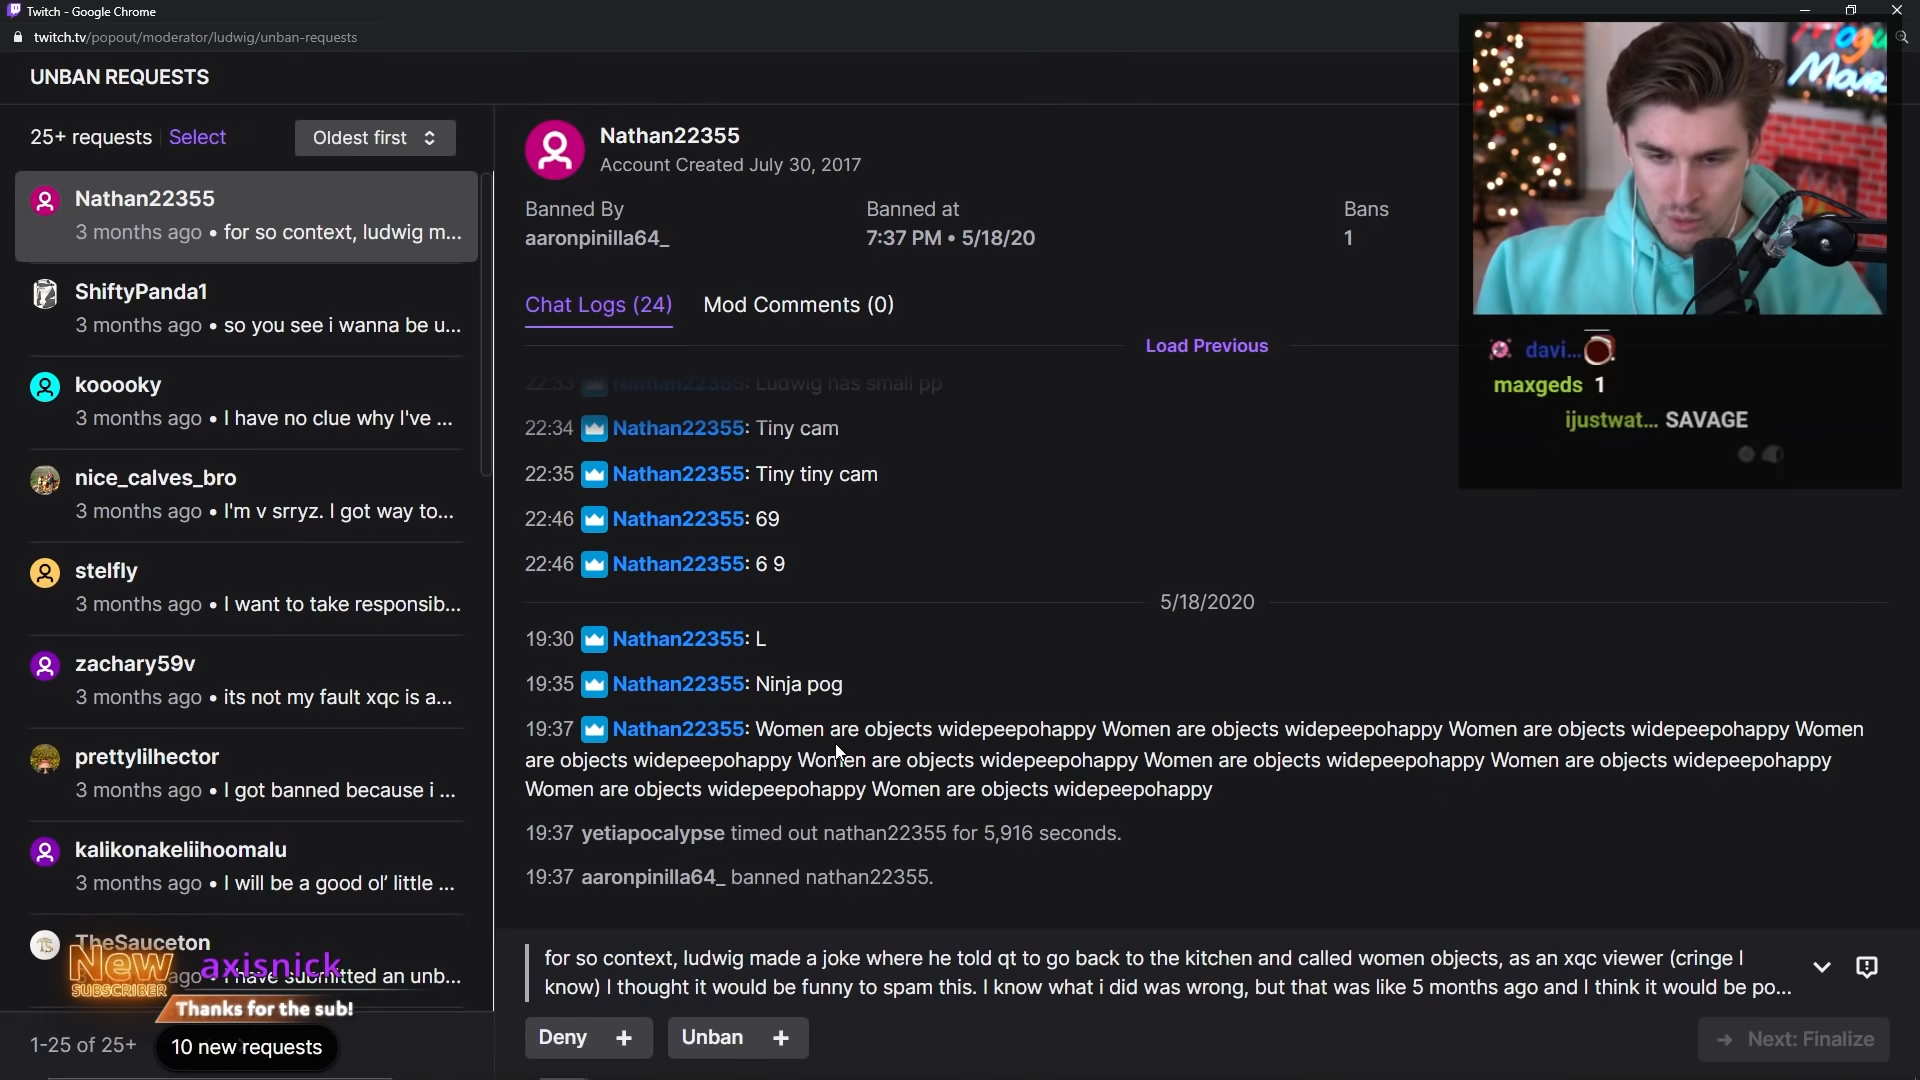 Twitch - Google Chrome
twitch.tv/popout/moderator/ludwig/unban-requests
UNBAN REQUESTS
25+ requests Select Oldest first
Nathan22355
3 months ago • for so context, ludwig m...
ShiftyPanda1
3 months ago • so you see i wanna be u...
kooooky
3 months ago • I have no clue why I've ...
nice_calves_bro
3 months ago • I'm v srryz. I got way to...
stelfly
3 months ago • I want to take responsib...
zachary59v
3 months ago • its not my fault xqc is a...
prettylilhector
3 months ago • I got banned because i ...
kalikonakeliihoomalu
3 months ago • I will be a good ol' little ...
TheSauceton
ago • I have submitted an unb...
New
SUBSCRIBER
axisnick
Thanks for the sub!
1-25 of 25+
10 new requests
Nathan22355
Account Created July 30, 2017
Banned By Banned at Bans
aaronpinilla64_ 7:37 PM • 5/18/20 1
Chat Logs (24) Mod Comments (0)
Load Previous
22:33 Nathan22355: Ludwig has small pp
22:34 Nathan22355: Tiny cam
22:35 Nathan22355: Tiny tiny cam
22:46 Nathan22355: 69
22:46 Nathan22355: 6 9
5/18/2020
19:30 Nathan22355: L
19:35 Nathan22355: Ninja pog
19:37 Nathan22355: Women are objects widepeepohappy Women are objects widepeepohappy Women are objects widepeepohappy Women
are objects widepeepohappy Women are objects widepeepohappy Women are objects widepeepohappy Women are objects widepeepohappy
Women are objects widepeepohappy Women are objects widepeepohappy
19:37 yetiapocalypse timed out nathan22355 for 5,916 seconds.
19:37 aaronpinilla64_ banned nathan22355.
for so context, ludwig made a joke where he told qt to go back to the kitchen and called women objects, as an xqc viewer (cringe I
know) I thought it would be funny to spam this. I know what i did was wrong, but that was like 5 months ago and I think it would be po...
Deny + Unban +
→ Next: Finalize
davi...
maxgeds 1
ijustwat... SAVAGE